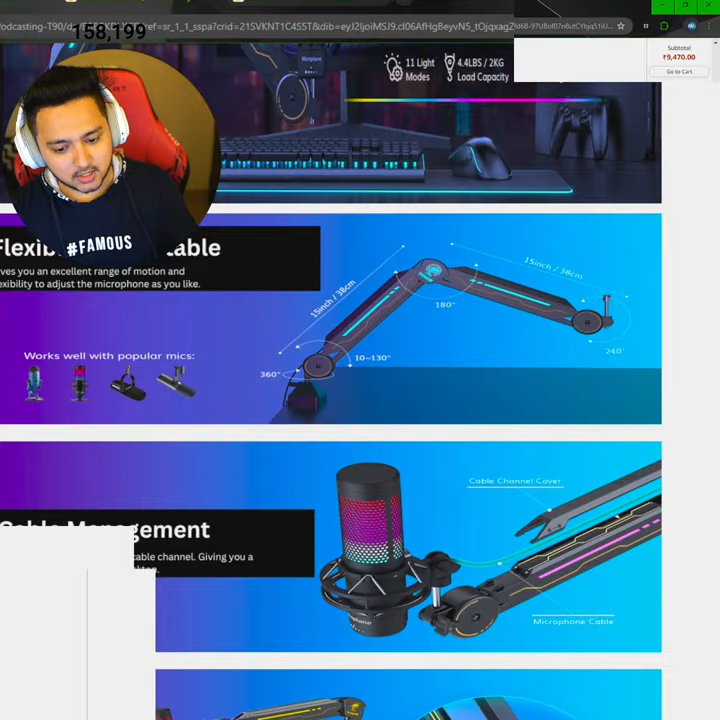 158,199
Subtotal
₹9,470.00
Go to Cart
11 Light
Modes
4.4LBS / 2KG
Load Capacity
Microphone
#FAMOUS
ves you an excellent range of motion and
exibility to adjust the microphone as you like.
15inch / 38cm
15inch / 38cm
180°
240°
10~130°
360°
Works well with popular mics:
Cable Channel Cover
Cable Management
cable channel. Giving you a
Microphone Cable